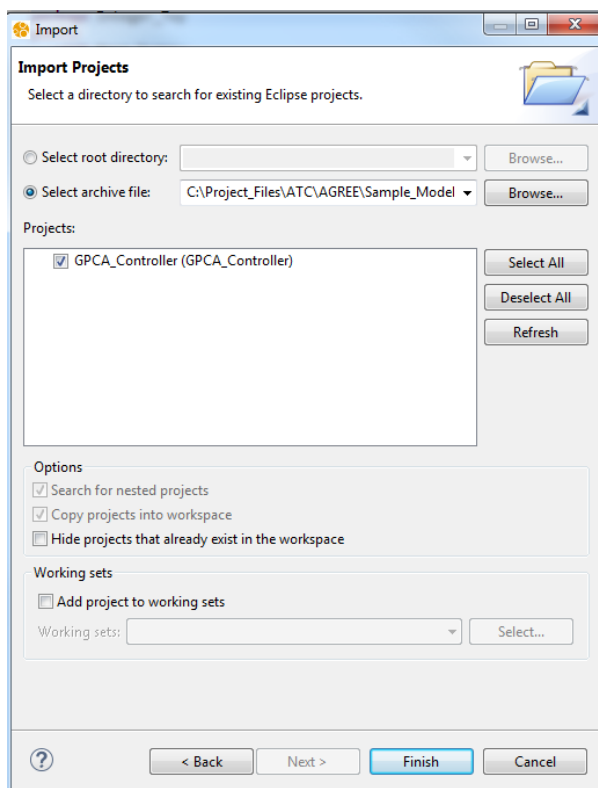 Import
Import Projects
Select a directory to search for existing Eclipse projects.
Select root directory:
Browse...
Select archive file:
C:\Project_Files\ATC\AGREE\Sample_Model
Browse...
Projects:
GPCA_Controller (GPCA_Controller)
Select All
Deselect All
Refresh
Options
Search for nested projects
Copy projects into workspace
Hide projects that already exist in the workspace
Working sets
Add project to working sets
Working sets:
Select...
?
< Back
Next >
Finish
Cancel